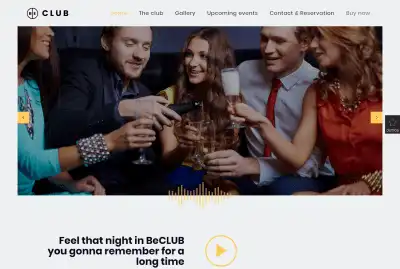 BE CLUB
Home The club Gallery Upcoming events Contact & Reservation Buy now
Feel that night in BeCLUB
you gonna remember for a
long time